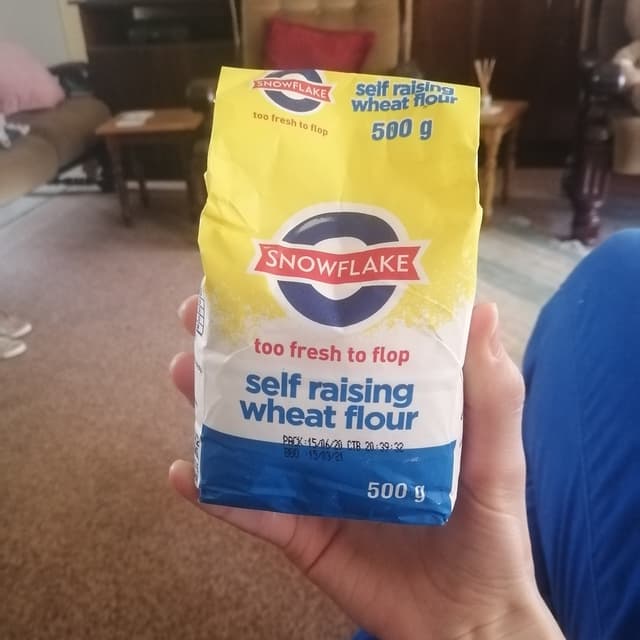 SNOWFLAKE
too fresh to flop
self raising
wheat flour
500 g
SNOWFLAKE
too fresh to flop
self raising
wheat flour
PACK:15/06/20 CTB 20:39:32
BBD 15/03/21
500 g